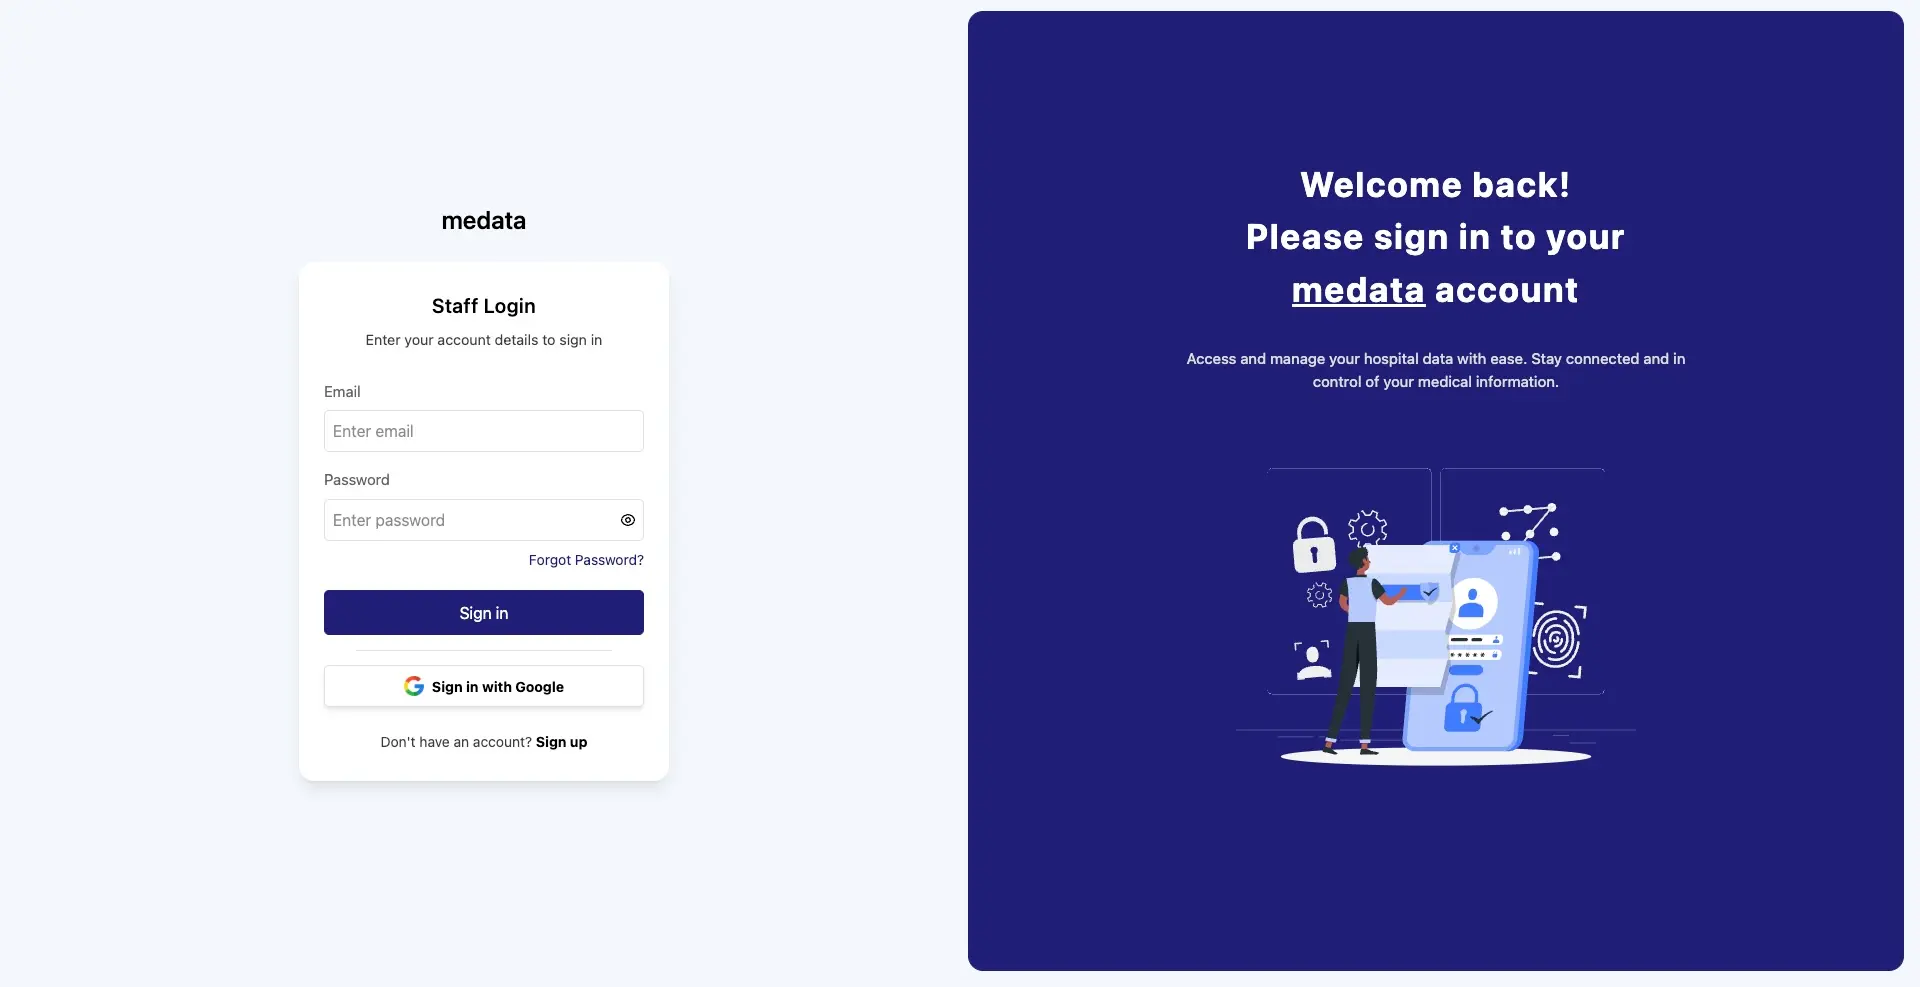 medata
Staff Login
Enter your account details to sign in
Email
Enter email
Password
Enter password
Forgot Password?
Sign in
Sign in with Google
Don't have an account? Sign up
Welcome back!
Please sign in to your
medata account
Access and manage your hospital data with ease. Stay connected and in
control of your medical information.